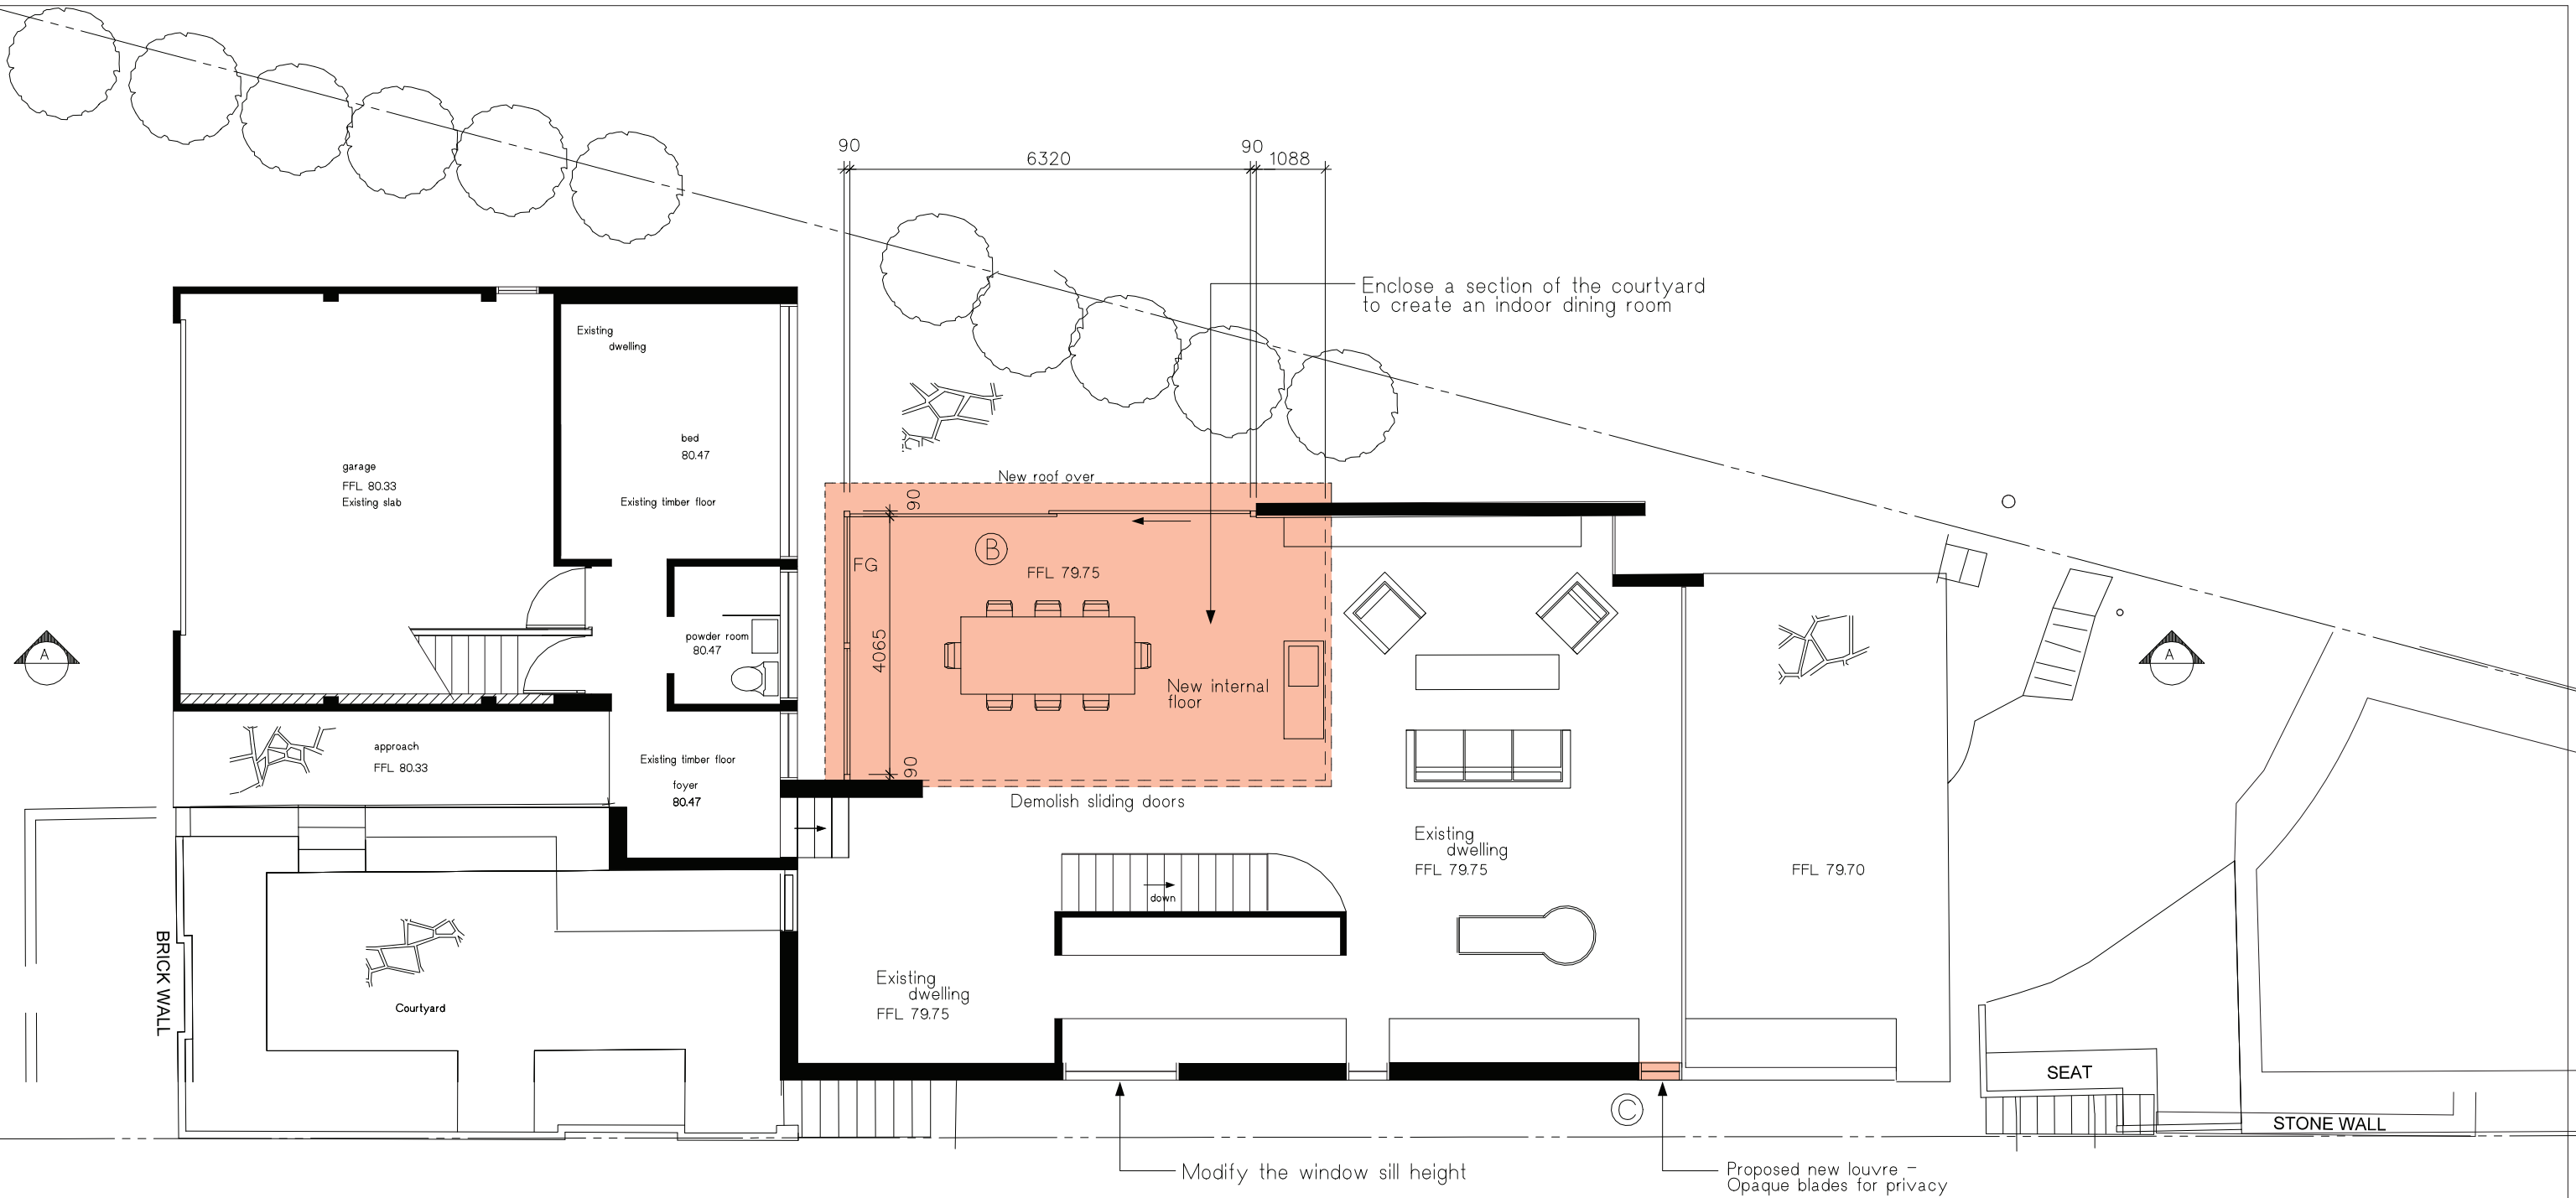 90
6320
90
1088
Enclose a section of the courtyard
to create an indoor dining room
Existing
dwelling
bed
80.47
Existing timber floor
garage
FFL 80.33
Existing slab
New roof over
90
B
FG
FFL 79.75
4065
New internal
floor
90
powder room
80.47
A
A
approach
FFL 80.33
Existing timber floor
foyer
80.47
Demolish sliding doors
Existing
dwelling
FFL 79.75
FFL 79.70
down
BRICK WALL
Courtyard
Existing
dwelling
FFL 79.75
SEAT
C
STONE WALL
Modify the window sill height
Proposed new louvre –
Opaque blades for privacy